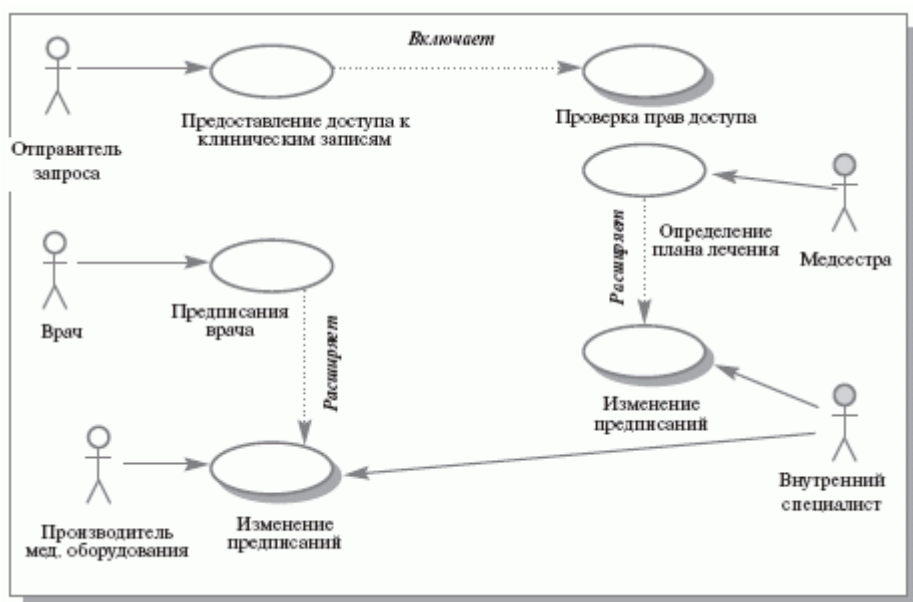 Включает
Отправитель
запроса
Предоставление доступа к
клиническим записям
Проверка прав доступа
Врач
Предписания
врача
Расширяет
Расширяет
Определение
плана лечения
Медсестра
Изменение
предписаний
Производитель
мед. оборудования
Изменение
предписаний
Внутренний
специалист